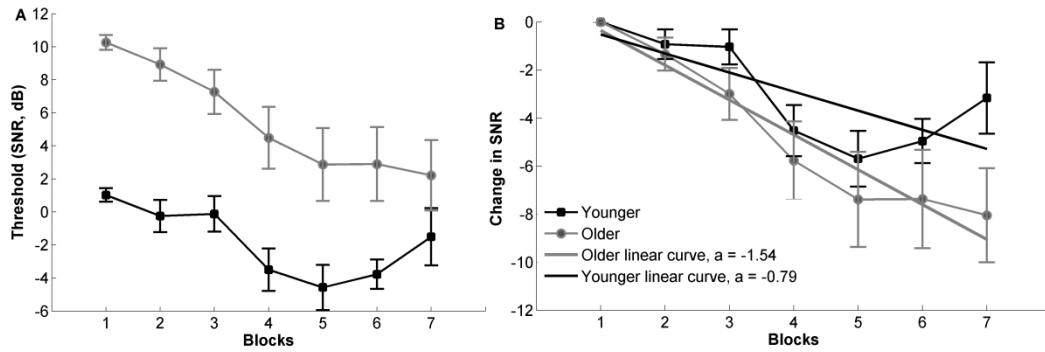 A
Threshold (SNR, dB)
12
10
8
6
4
2
0
-2
-4
-6
1 2 3 4 5 6 7
Blocks
B
Change in SNR
0
-2
-4
-6
-8
-10
-12
Younger
Older
Older linear curve, a = -1.54
Younger linear curve, a = -0.79
1 2 3 4 5 6 7
Blocks